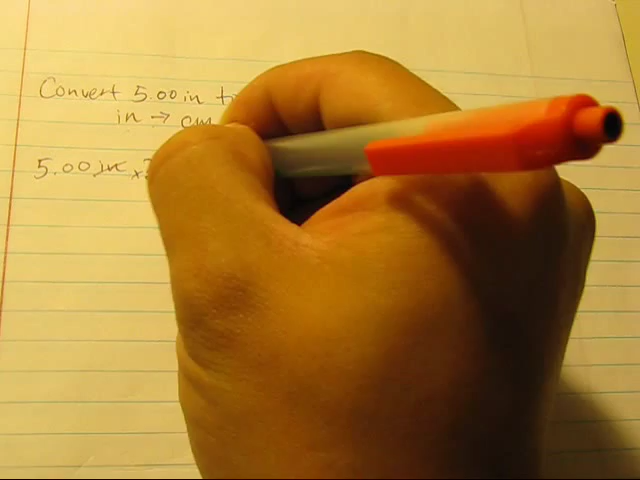 Convert 5.00 in
in → cm
5.00 in x